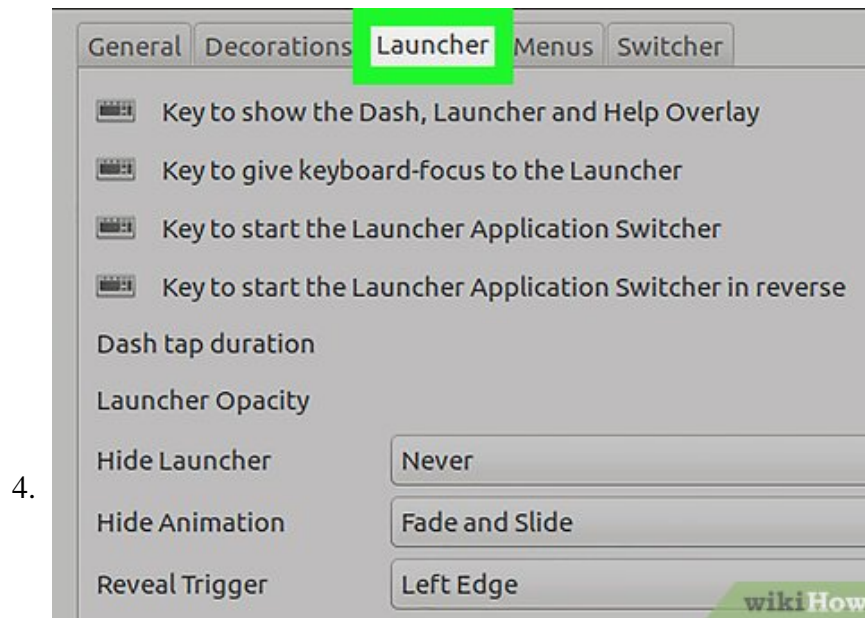 General Decorations Launcher Menus Switcher
Key to show the Dash, Launcher and Help Overlay
Key to give keyboard-focus to the Launcher
Key to start the Launcher Application Switcher
Key to start the Launcher Application Switcher in reverse
Dash tap duration
Launcher Opacity
Hide Launcher Never
4.
Hide Animation Fade and Slide
Reveal Trigger Left Edge
wikiHow